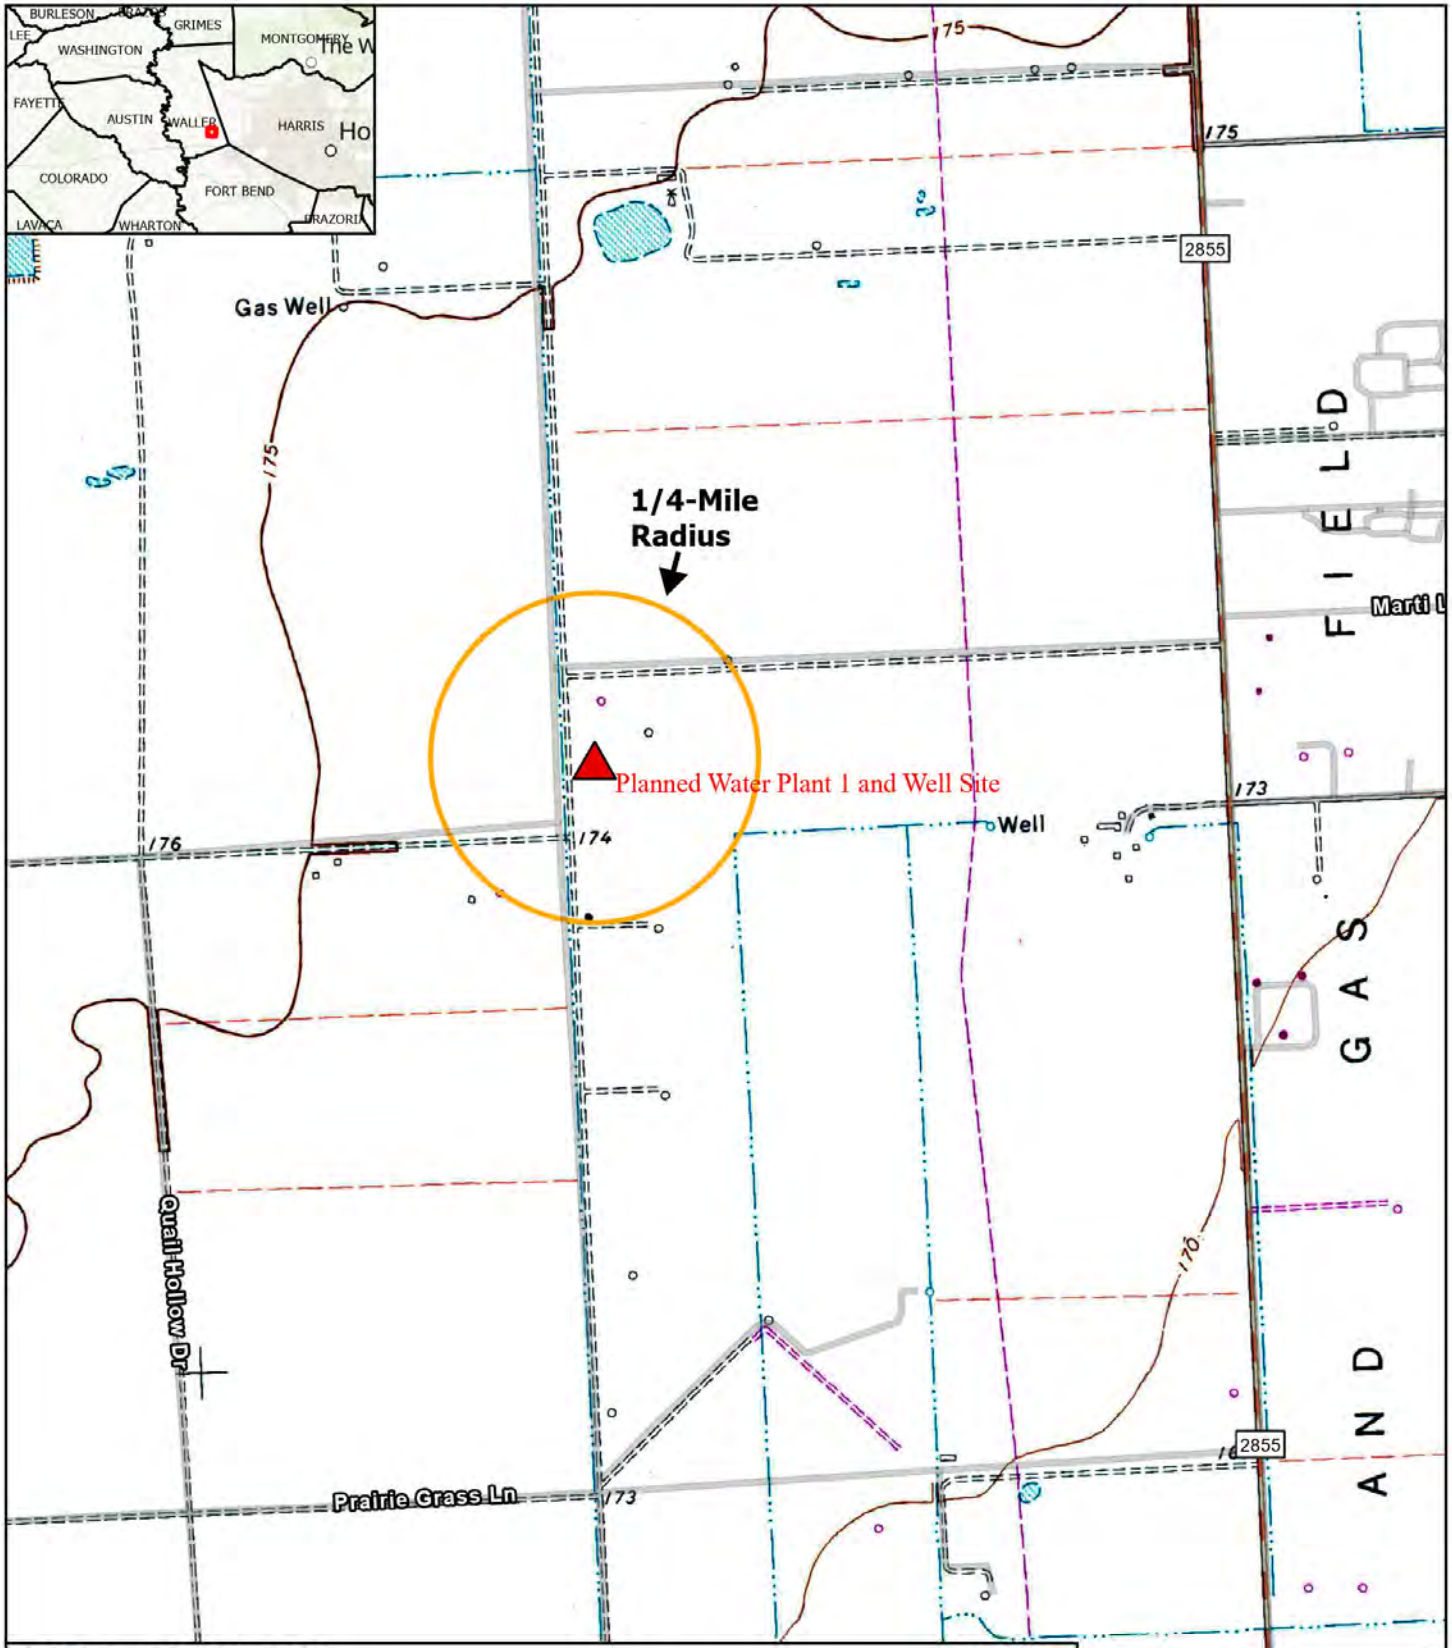 BURLESON
GRIMES
LEE
WASHINGTON
MONTGOMERY
The W
FAYETTE
AUSTIN
WALLER
HARRIS
Ho
COLORADO
FORT BEND
LAVACA
WHARTON
BRAZORIA
175
175
2855
Gas Well
175
1/4-Mile
Radius
FIELD
Marti L
Planned Water Plant 1 and Well Site
173
Well
176
174
GAS
Quail Hollow Dr
170
AND
2855
Prairie Grass Ln
173